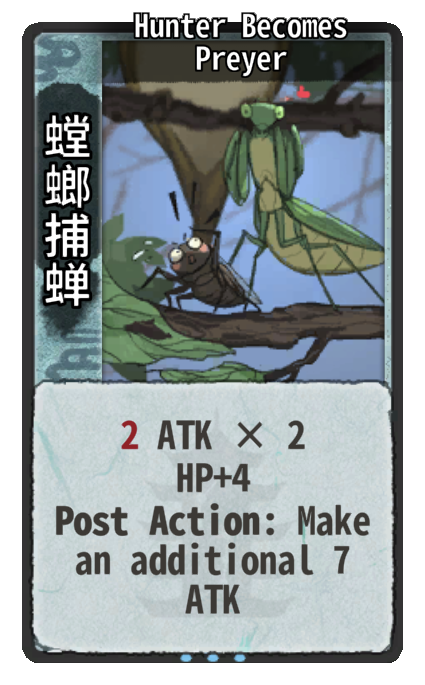 Hunter Becomes
Preyer
螳螂捕蝉
2 ATK × 2
HP+4
Post Action: Make
an additional 7
ATK